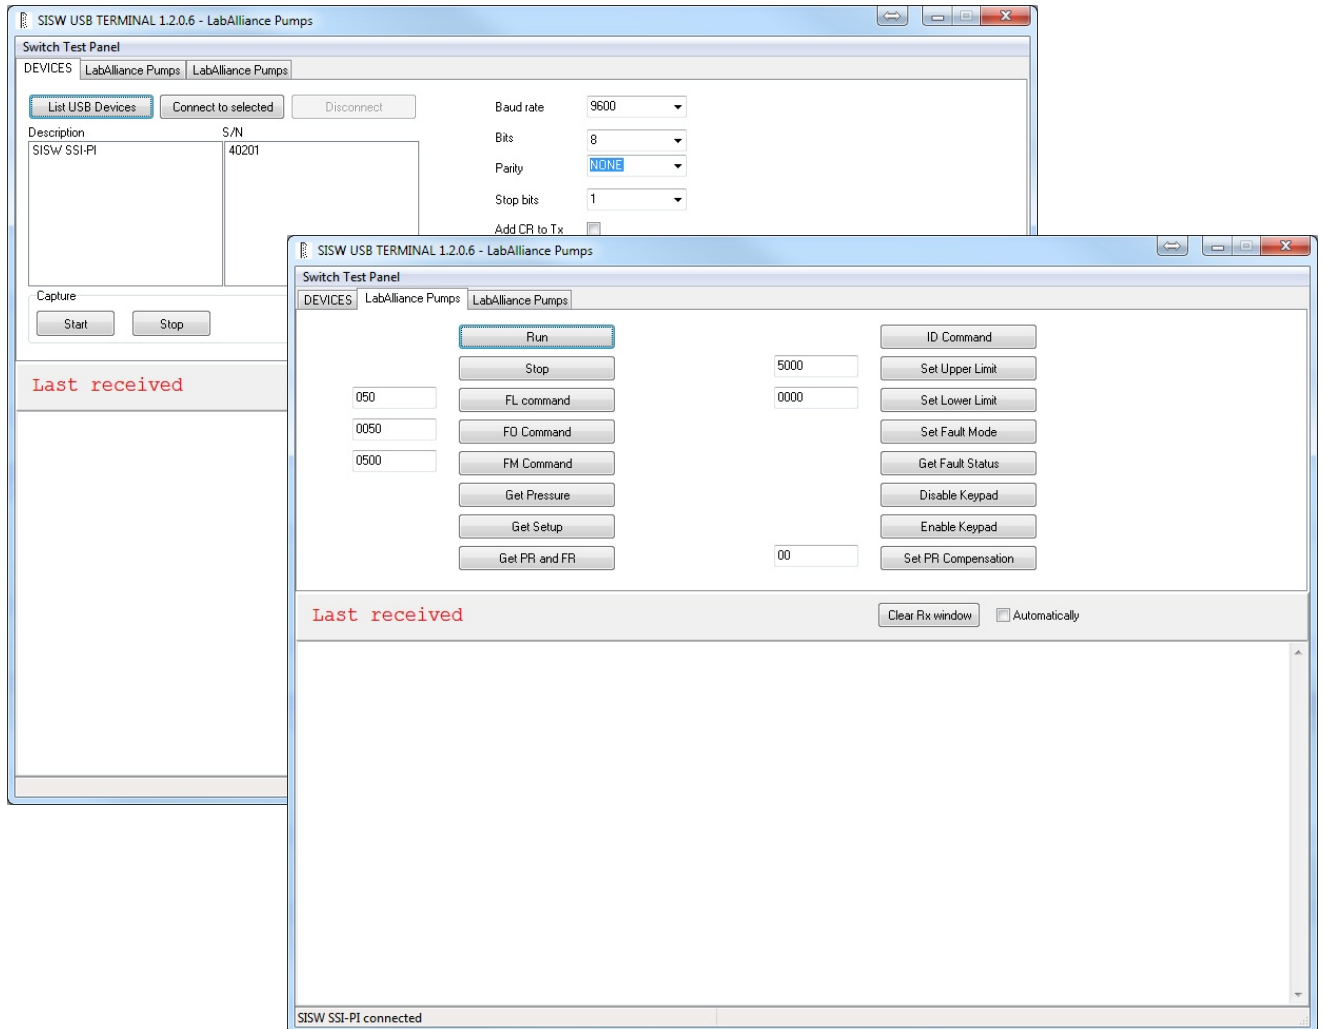 SISW USB TERMINAL 1.2.0.6 - LabAlliance Pumps
Switch Test Panel
DEVICES LabAlliance Pumps LabAlliance Pumps
List USB Devices Connect to selected Disconnect Baud rate 9600
Description S/N Bits 8
SISW SSI-PI 40201 Parity NONE
Stop bits 1
Add CR to Tx
Capture
Start Stop
Last received
SISW USB TERMINAL 1.2.0.6 - LabAlliance Pumps
Switch Test Panel
DEVICES LabAlliance Pumps LabAlliance Pumps
Run ID Command
Stop 5000 Set Upper Limit
050 FL command 0000 Set Lower Limit
0050 FO Command Set Fault Mode
0500 FM Command Get Fault Status
Get Pressure Disable Keypad
Get Setup Enable Keypad
Get PR and FR 00 Set PR Compensation
Last received Clear Rx window Automatically
SISW SSI-PI connected